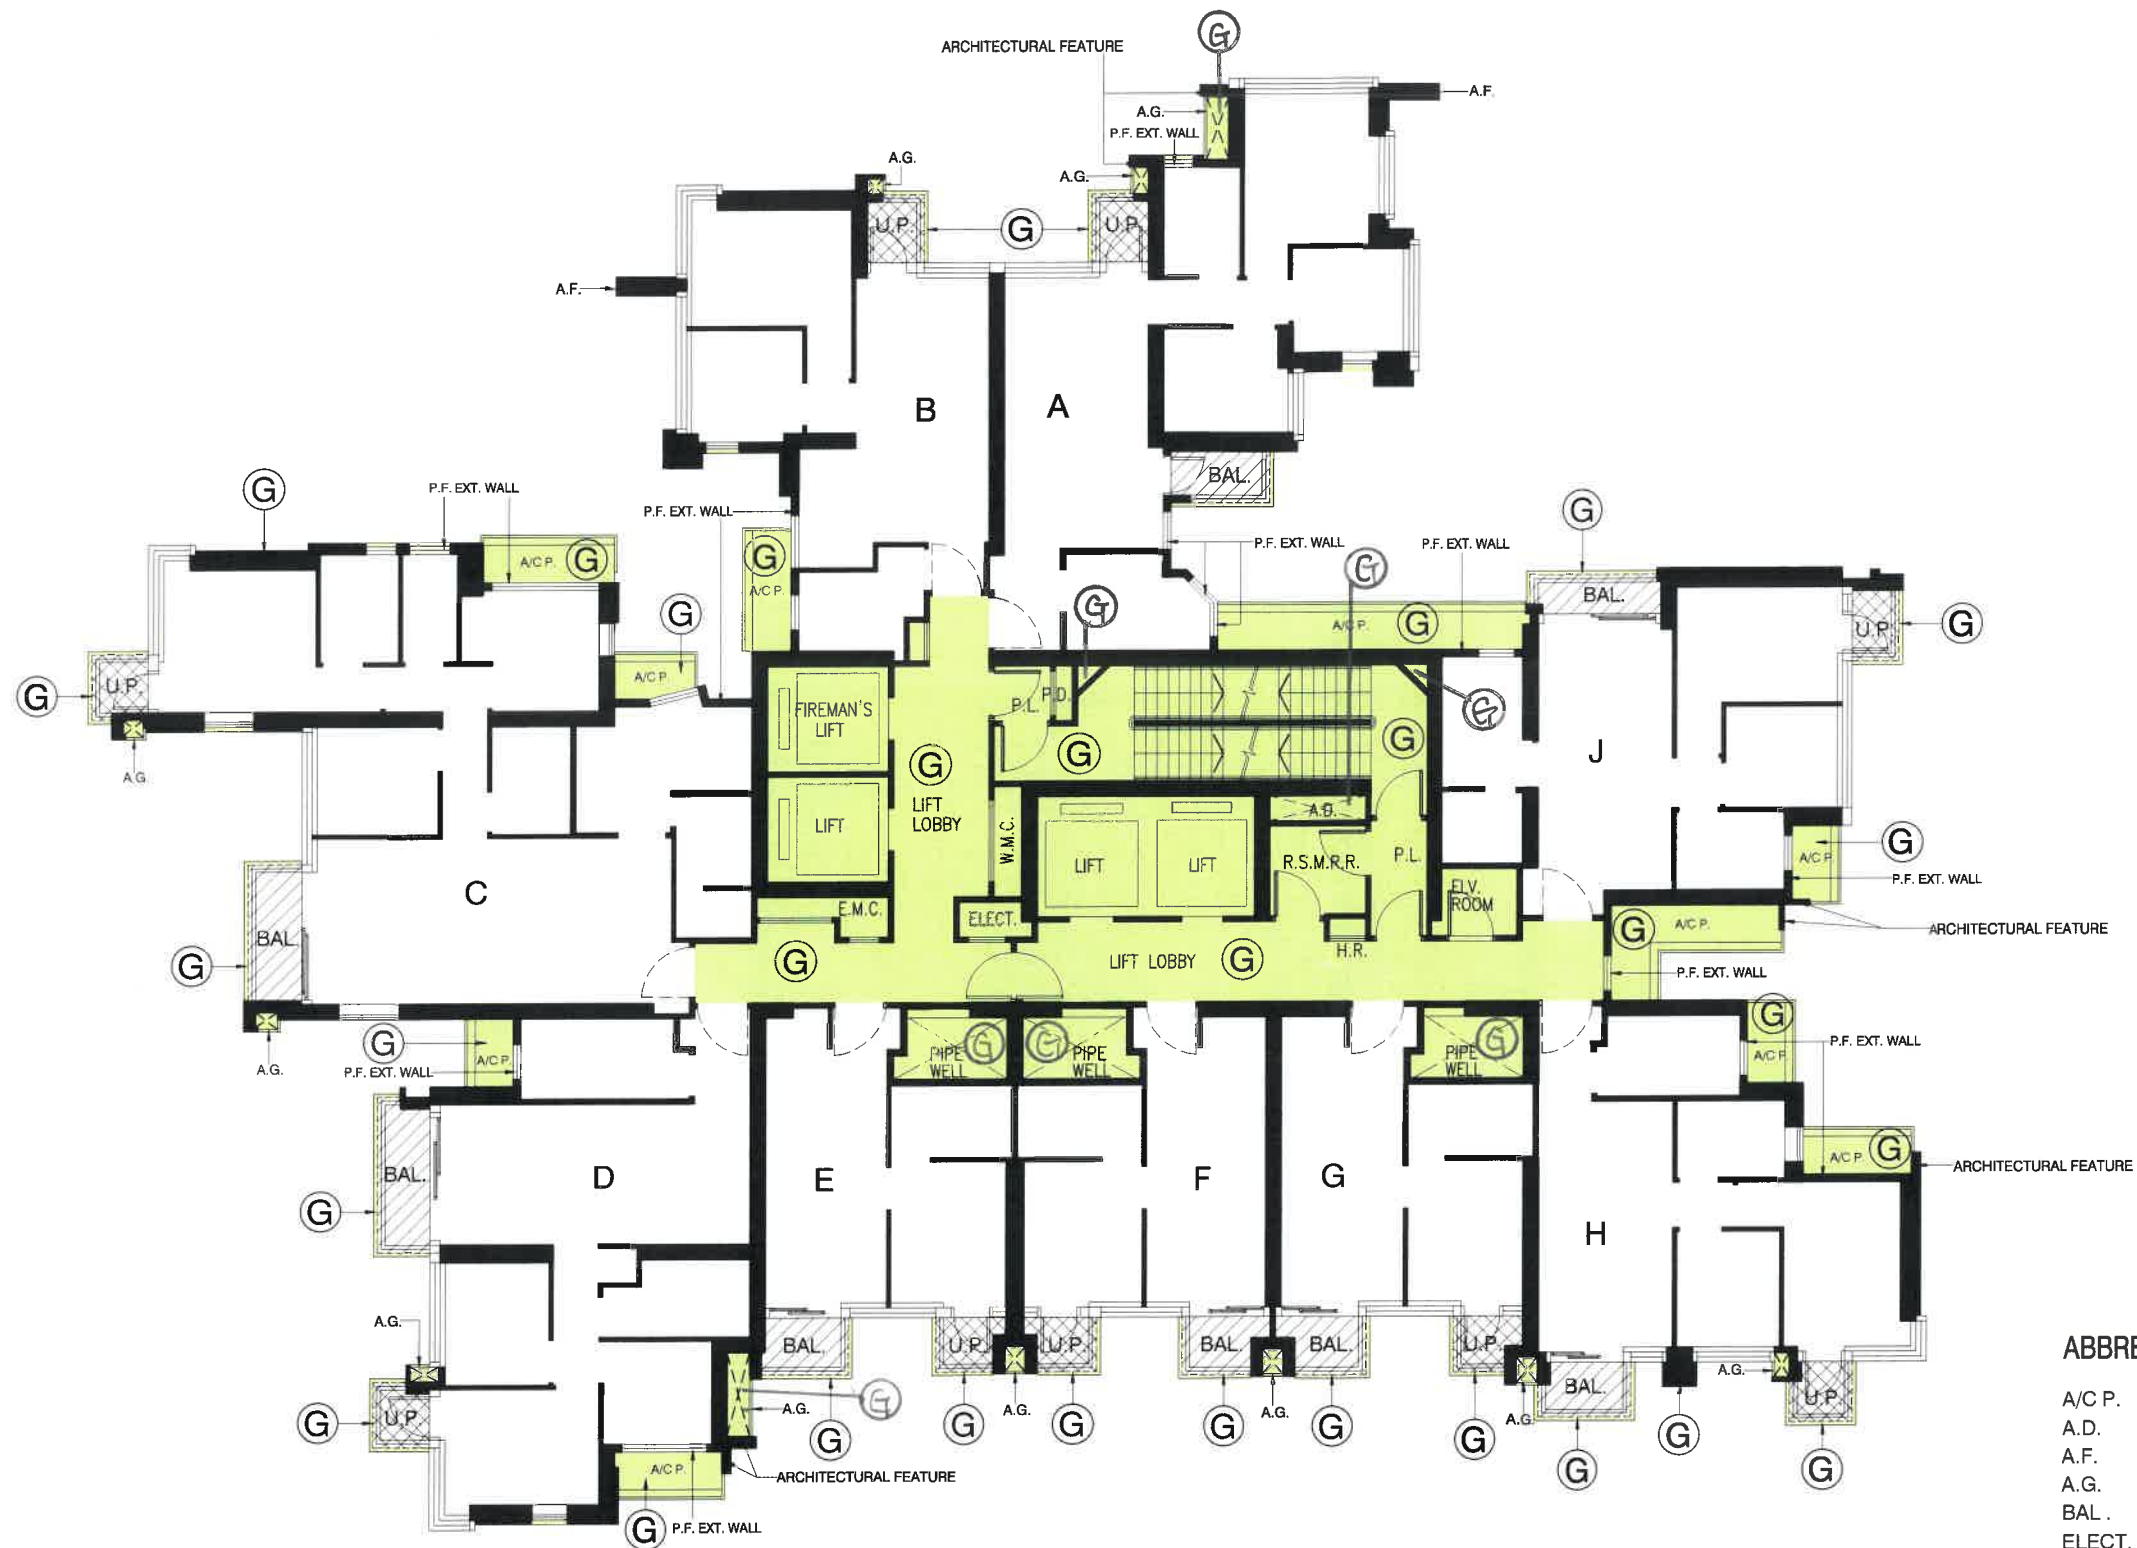 G
ARCHITECTURAL FEATURE
A.F.
A.G.
P.F. EXT. WALL
A.G.
A.G.
U.P.
G
U.P.
A.F.
B
A
BAL.
G
P.F. EXT. WALL
P.F. EXT. WALL
G
A/C P.
G
G
A/C P.
P.F. EXT. WALL
G
P.F. EXT. WALL
G
BAL.
G
G
A/C P.
G
A/C P.
G
U.P.
G
G
U.P.
A.G.
FIREMAN'S
LIFT
P.L.
P.D.
G
G
G
G
J
LIFT
LOBBY
LIFT
W.M.C.
A.D.
LIFT
LIFT
R.S.M.R.R.
P.L.
G
A/C P.
P.F. EXT. WALL
C
E.M.C.
ELECT.
ELV.
ROOM
BAL.
G
G
LIFT LOBBY
G
H.R.
G
A/C P.
ARCHITECTURAL FEATURE
P.F. EXT. WALL
A.G.
G
A/C P.
P.F. EXT. WALL
G
PIPE
WELL
G
PIPE
WELL
G
PIPE
WELL
G
A/C P.
P.F. EXT. WALL
G
A/C P.
ARCHITECTURAL FEATURE
BAL.
G
D
E
F
G
H
A.G.
U.P.
G
A.G.
G
BAL.
G
U.P.
G
A.G.
U.P.
G
BAL.
G
A.G.
BAL.
G
U.P.
G
A.G.
BAL.
G
G
A.G.
U.P.
G
A/C P.
ARCHITECTURAL FEATURE
G
P.F. EXT. WALL
ABBRE
A/C P.
A.D.
A.F.
A.G.
BAL .
ELECT.